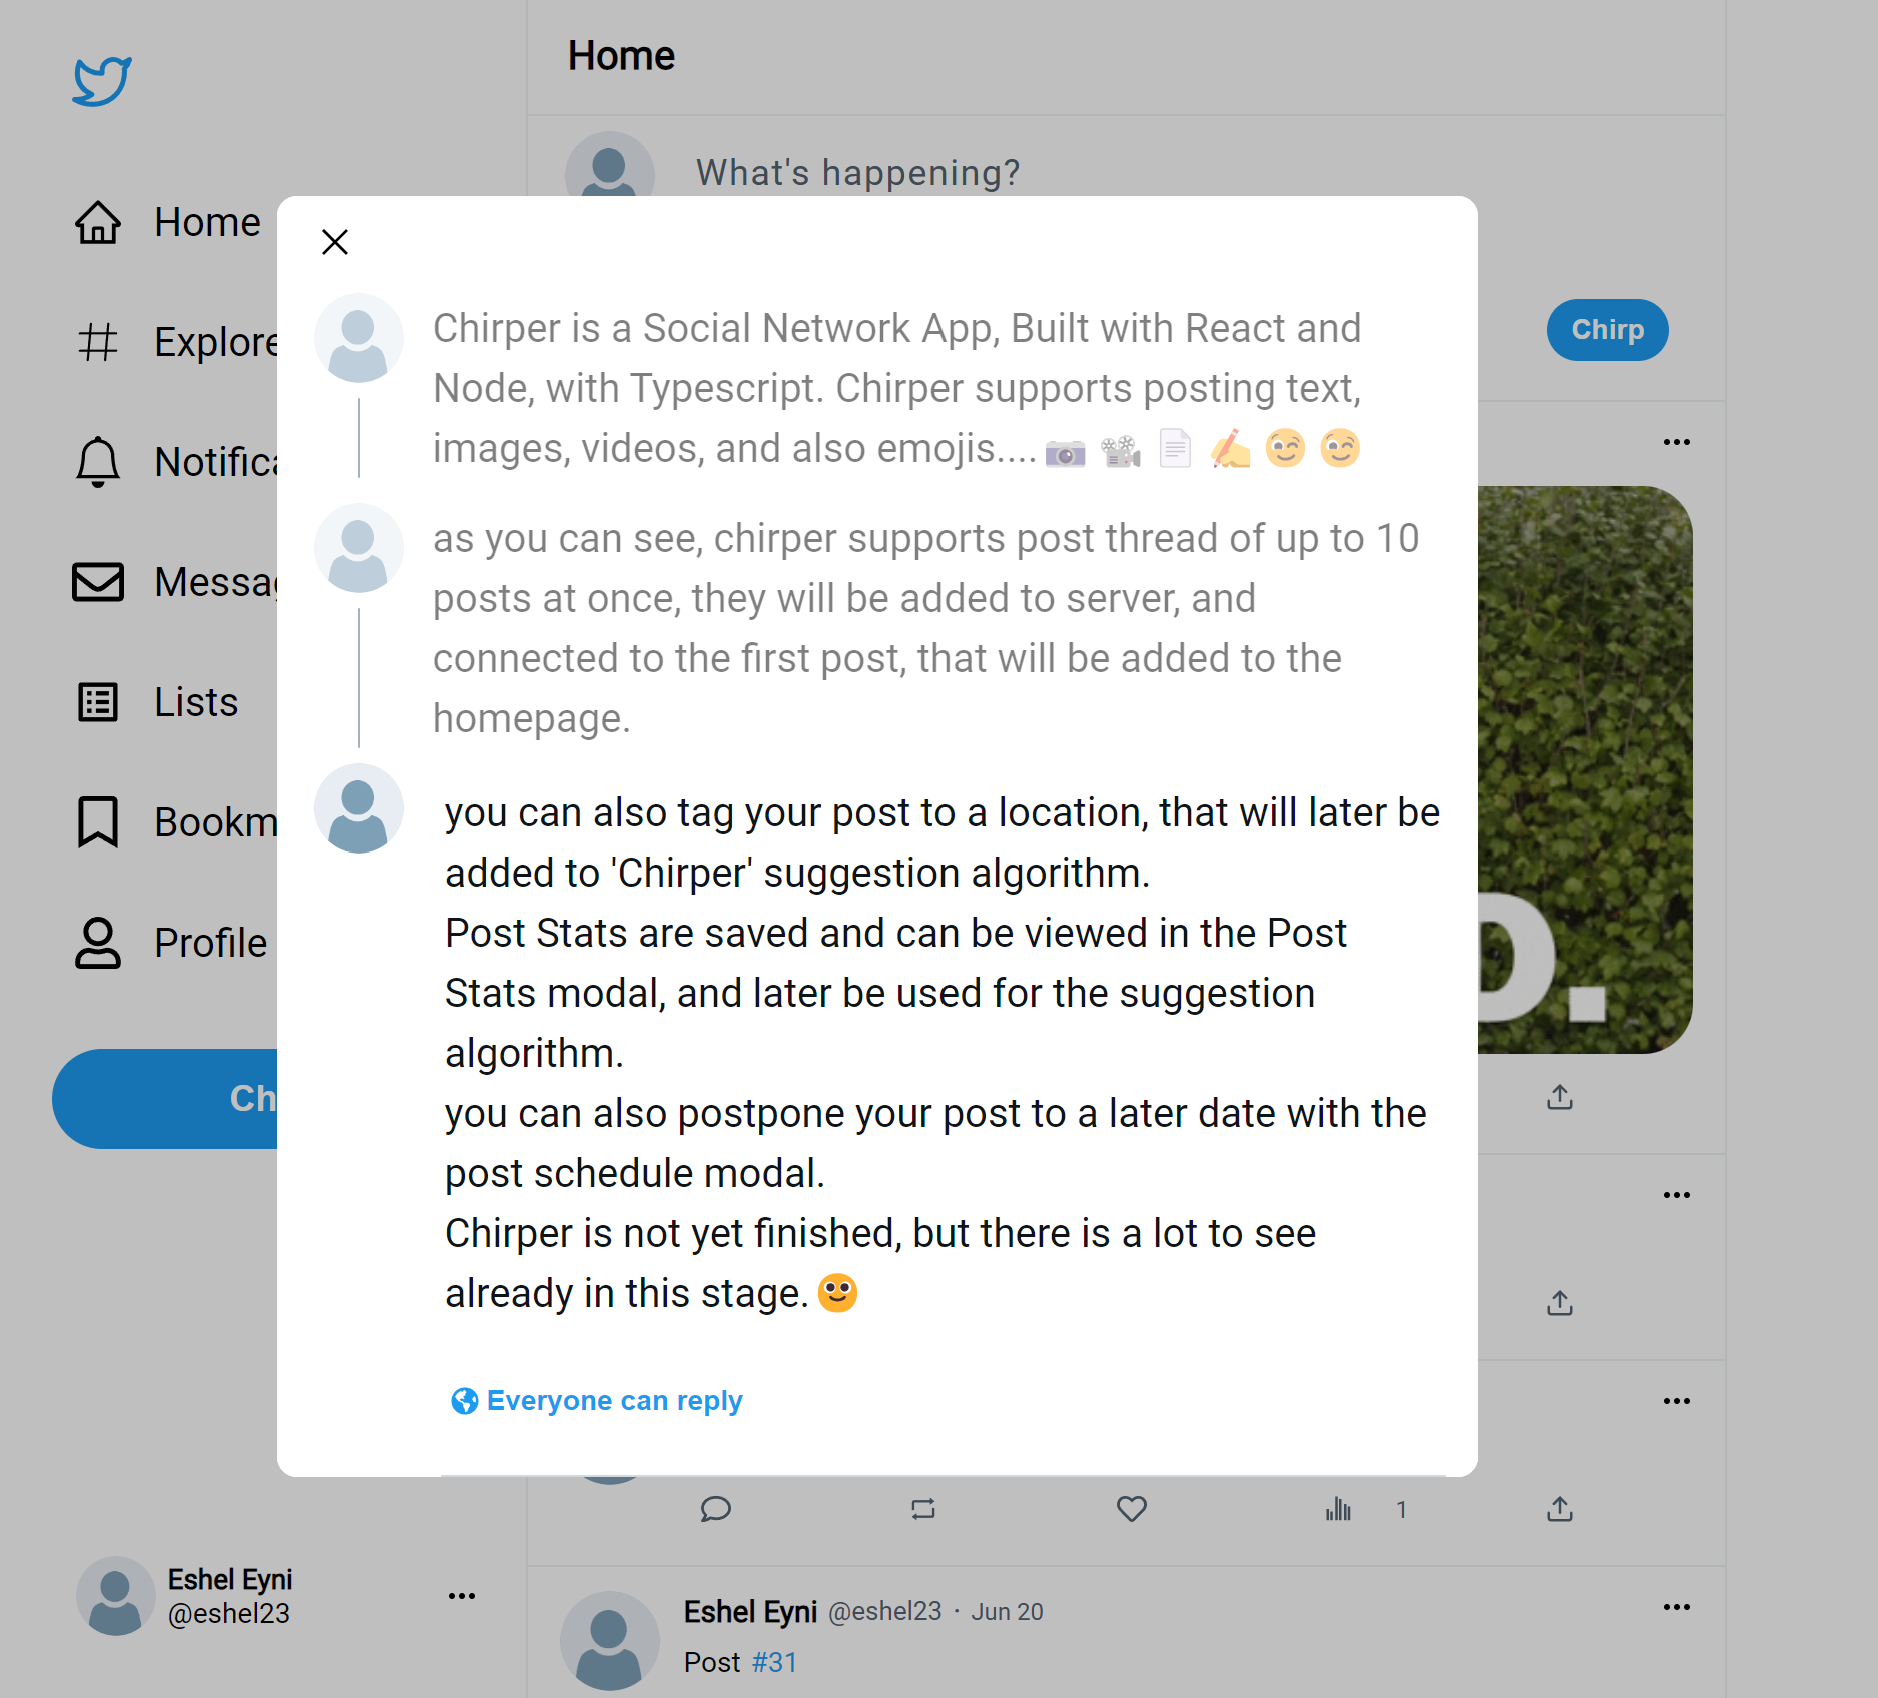 Home
What's happening?
Home
Explore
Chirper is a Social Network App, Built with React and
Node, with Typescript. Chirper supports posting text,
images, videos, and also emojis.... 📷 📽 📄 ✍ 😉 😉
Chirp
Notifica
as you can see, chirper supports post thread of up to 10
posts at once, they will be added to server, and
connected to the first post, that will be added to the
homepage.
Messag
Lists
Bookm
Profile
Ch
you can also tag your post to a location, that will later be
added to 'Chirper' suggestion algorithm.
Post Stats are saved and can be viewed in the Post
Stats modal, and later be used for the suggestion
algorithm.
you can also postpone your post to a later date with the
post schedule modal.
Chirper is not yet finished, but there is a lot to see
already in this stage. 🙂
Everyone can reply
1
Eshel Eyni
@eshel23
Eshel Eyni @eshel23 · Jun 20
Post #31